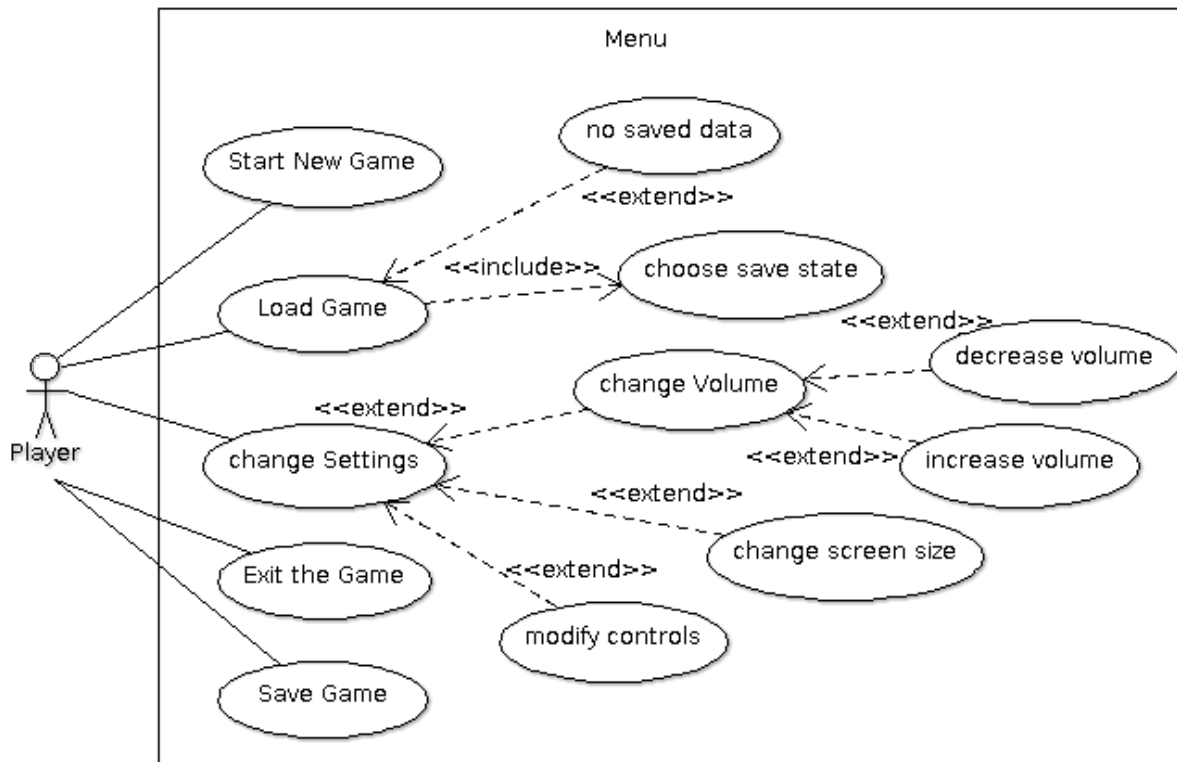 Menu
no saved data
Start New Game
<<extend>>
<<include>>
choose save state
Load Game
<<extend>>
decrease volume
change Volume
<<extend>>
Player
change Settings
<<extend>>
increase volume
<<extend>>
change screen size
Exit the Game
<<extend>>
modify controls
Save Game